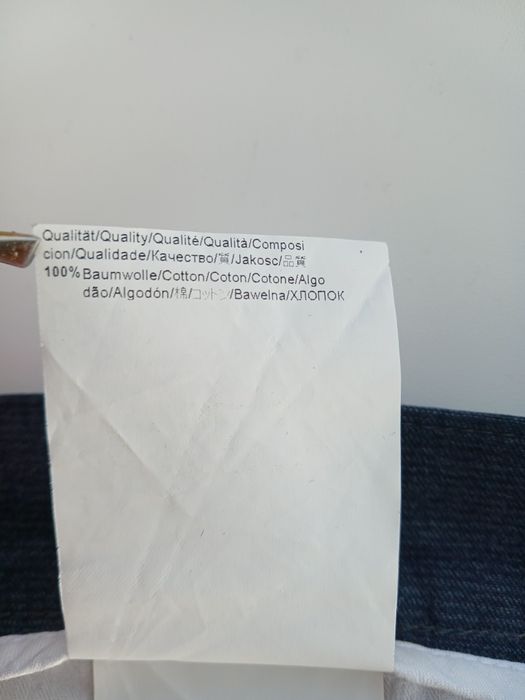 Qualität/Quality/Qualité/Qualità/Composi
cion/Qualidade/Качество/質/Jakosc/品質
100% Baumwolle/Cotton/Coton/Cotone/Algo
dão/Algodón/棉/コットン/Bawelna/ХЛОПОК